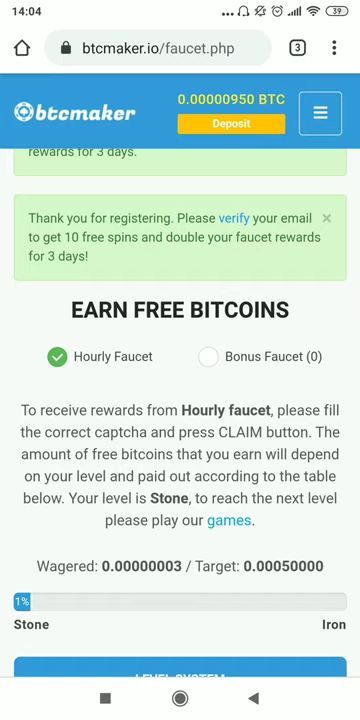 14:04
39
btcmaker.io/faucet.php
3
btcmaker
0.00000950 BTC
Deposit
rewards for 3 days.
Thank you for registering. Please verify your email
to get 10 free spins and double your faucet rewards
for 3 days!
×
EARN FREE BITCOINS
Hourly Faucet
Bonus Faucet (0)
To receive rewards from Hourly faucet, please fill
the correct captcha and press CLAIM button. The
amount of free bitcoins that you earn will depend
on your level and paid out according to the table
below. Your level is Stone, to reach the next level
please play our games.
Wagered: 0.00000003 / Target: 0.00050000
1%
Stone
Iron
LEVEL SYSTEM